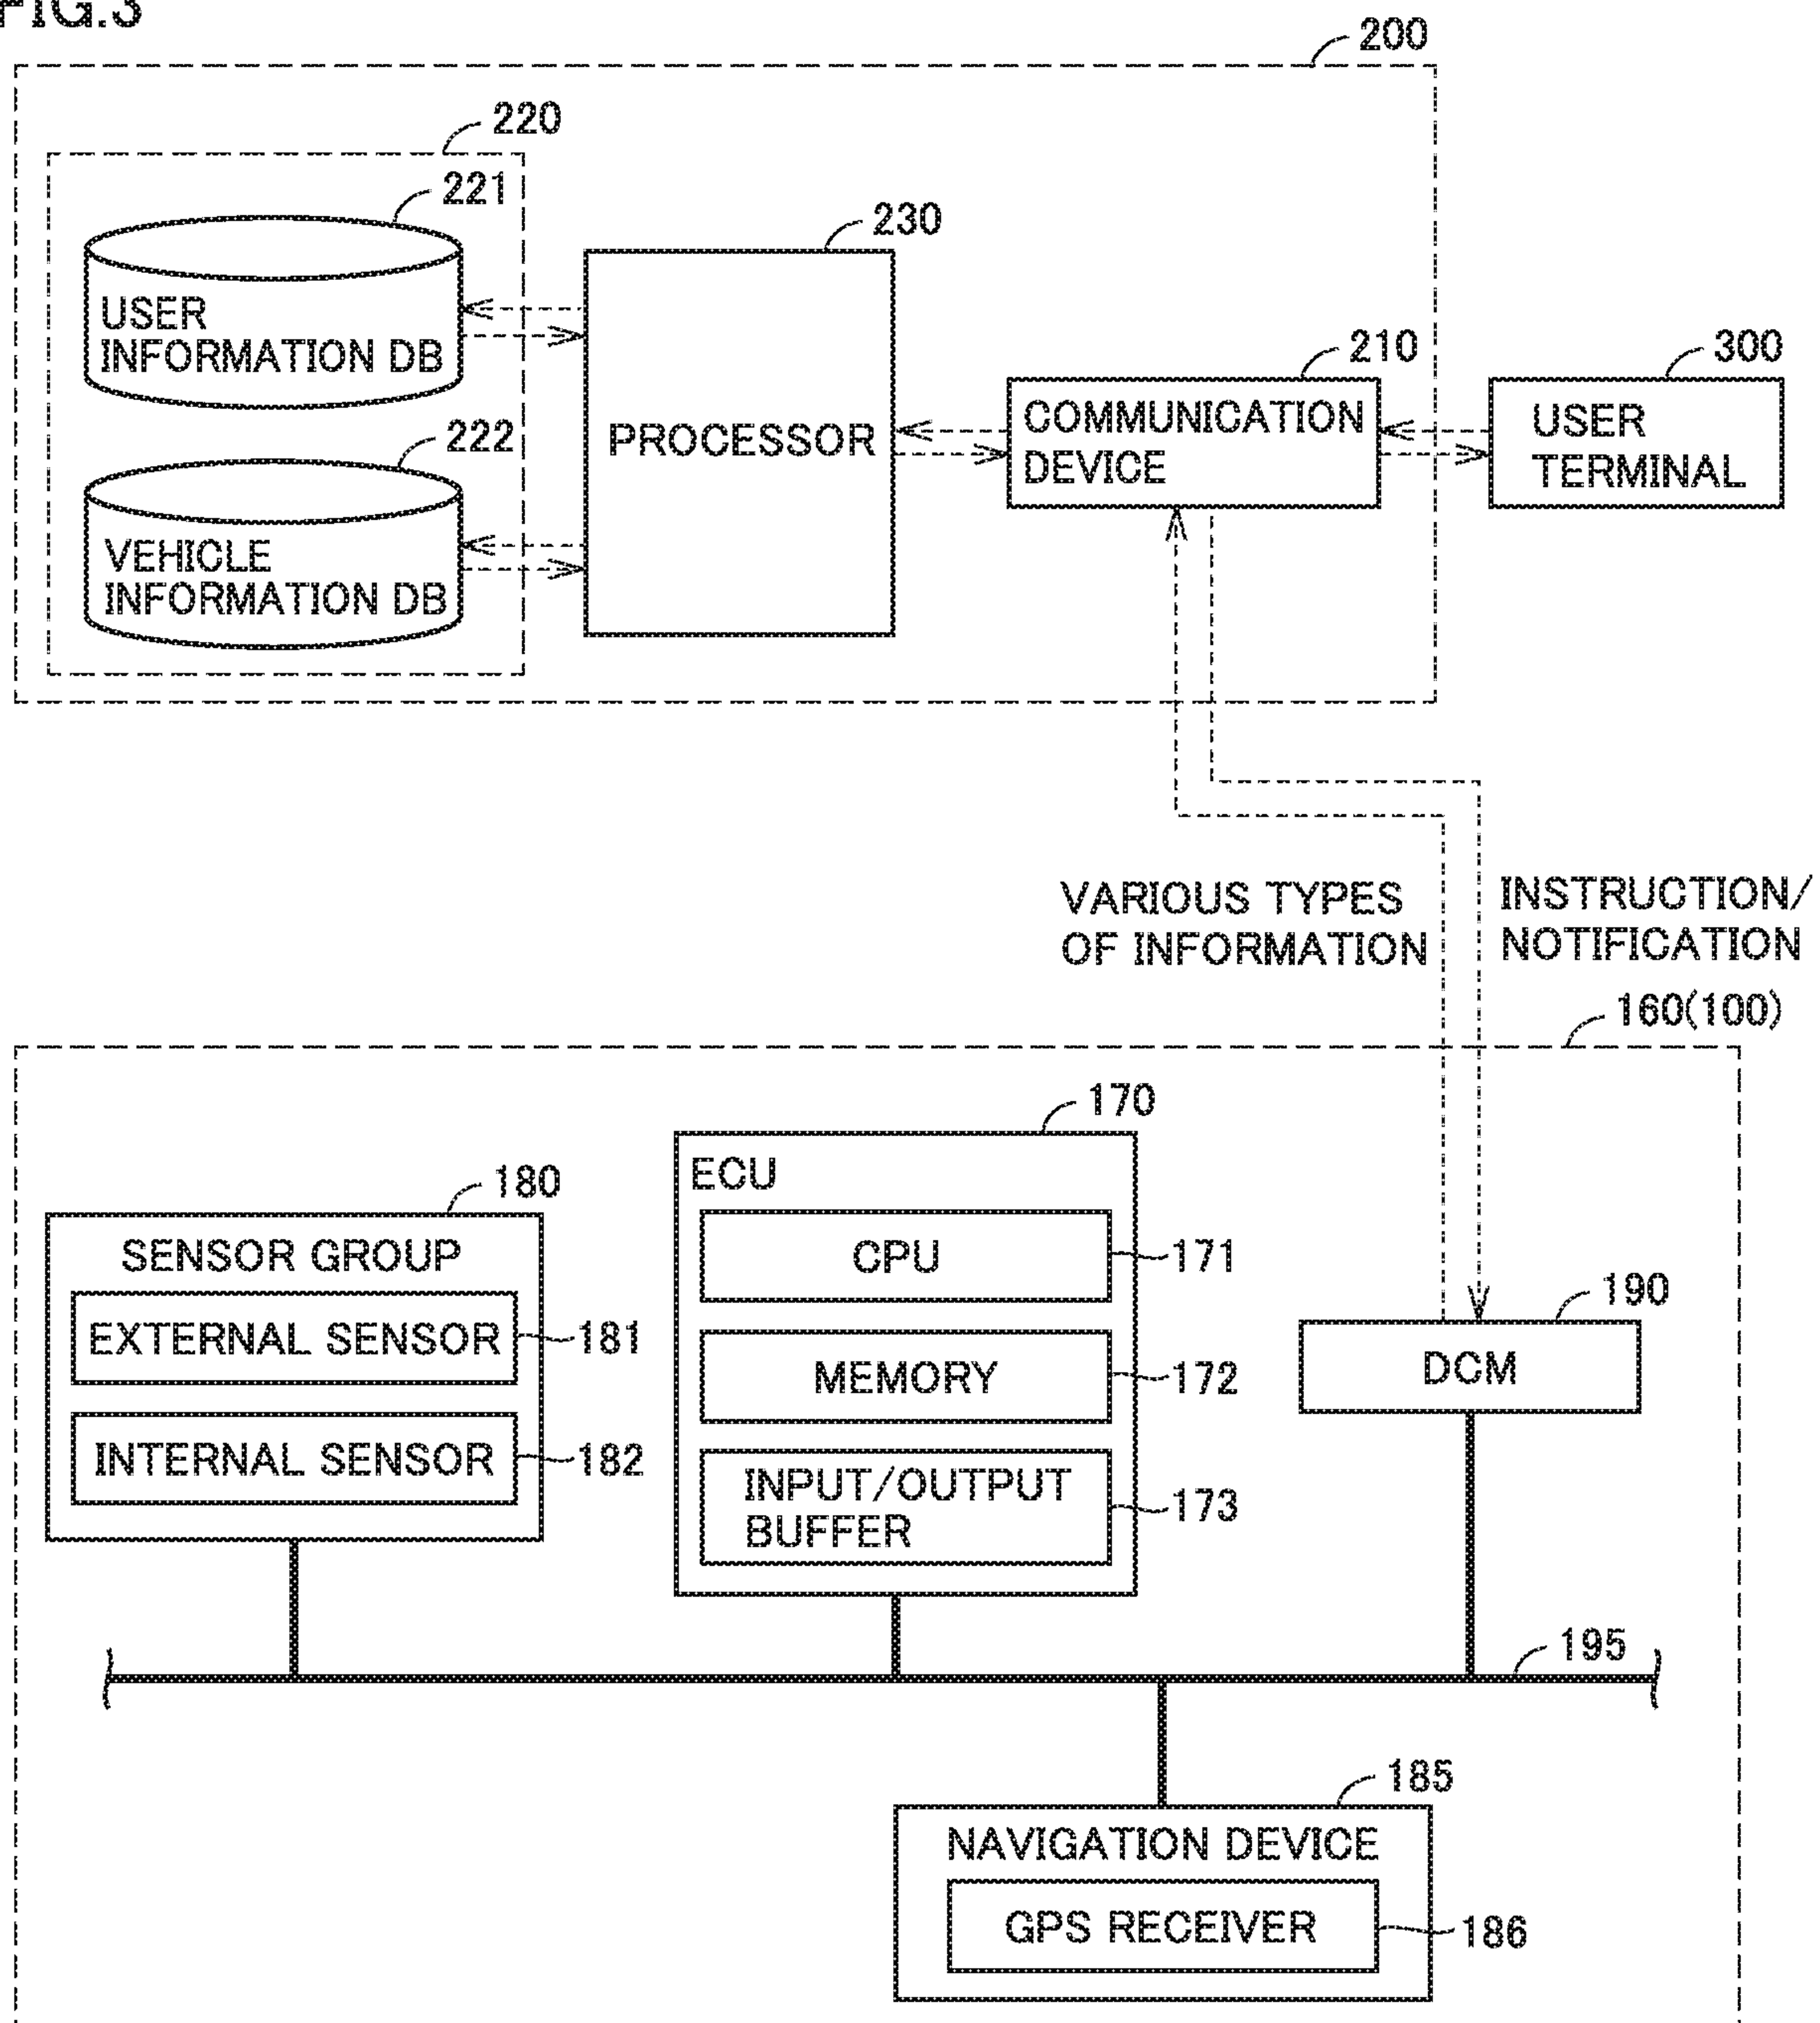 FIG.3
200
220
221
230
USER
INFORMATION DB
210
300
222
PROCESSOR
COMMUNICATION
DEVICE
USER
TERMINAL
VEHICLE
INFORMATION DB
VARIOUS TYPES
OF INFORMATION
INSTRUCTION/
NOTIFICATION
160(100)
170
ECU
180
SENSOR GROUP
CPU
171
190
EXTERNAL SENSOR
181
MEMORY
172
DCM
INTERNAL SENSOR
182
INPUT/OUTPUT
BUFFER
173
195
185
NAVIGATION DEVICE
GPS RECEIVER
186